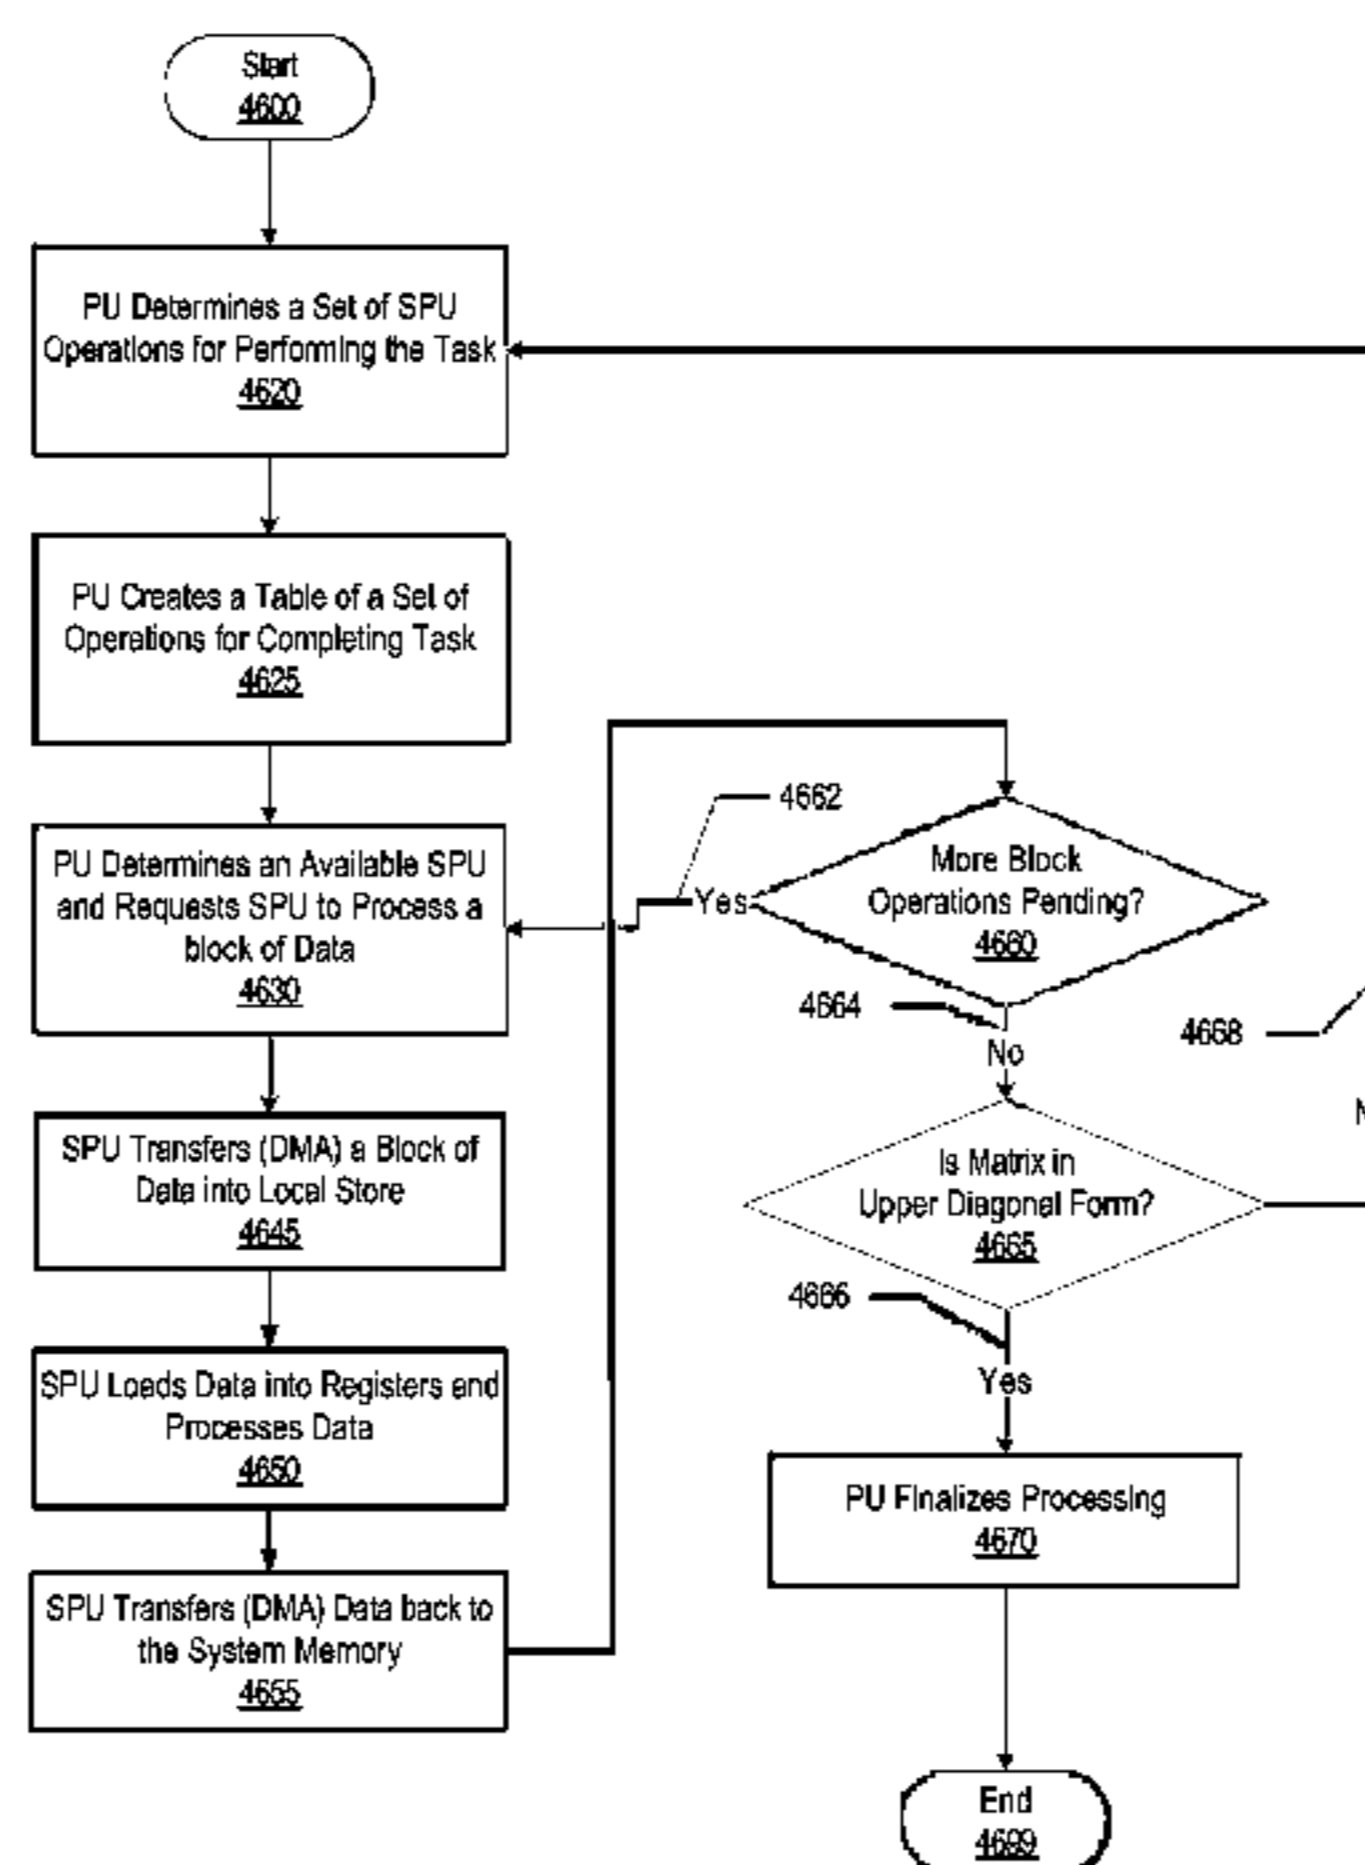 Start
4600
PU Determines a Set of SPU
Operations for Performing the Task
4620
PU Creates a Table of a Set of
Operations for Completing Task
4625
PU Determines an Available SPU
and Requests SPU to Process a
block of Data
4630
SPU Transfers (DMA) a Block of
Data into Local Store
4645
SPU Loads Data into Registers and
Processes Data
4650
SPU Transfers (DMA) Data back to
the System Memory
4655
4662
Yes
More Block
Operations Pending?
4660
4664
No
4668
Is Matrix in
Upper Diagonal Form?
4665
4666
Yes
PU Finalizes Processing
4670
End
4699